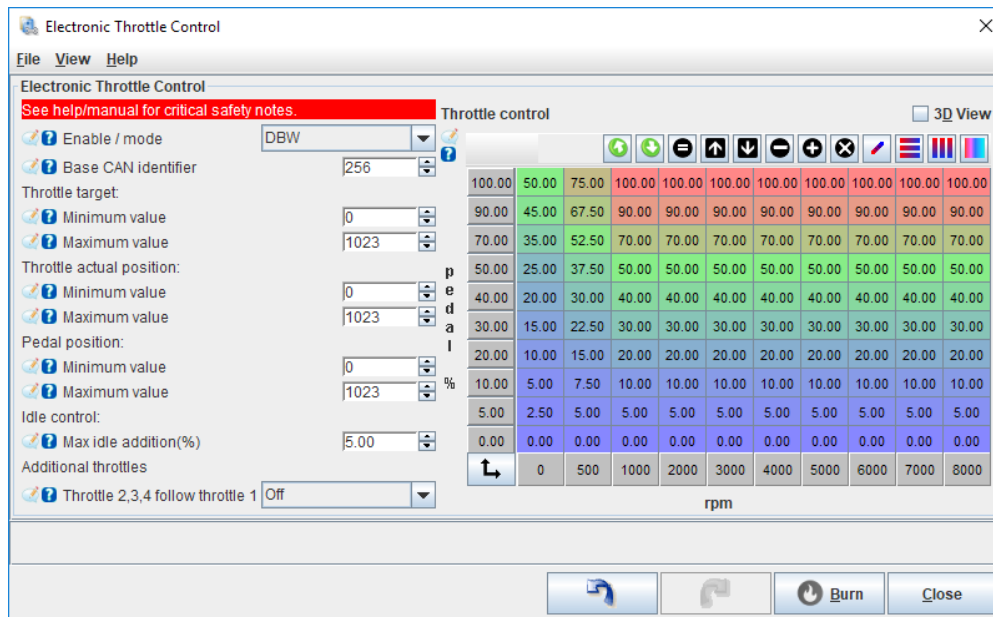 Electronic Throttle Control
File View Help
Electronic Throttle Control
See help/manual for critical safety notes.
Enable / mode DBW
Base CAN identifier 256
Throttle target:
Minimum value 0
Maximum value 1023
Throttle actual position:
Minimum value 0
Maximum value 1023
Pedal position:
Minimum value 0
Maximum value 1023
Idle control:
Max idle addition(%) 5.00
Additional throttles
Throttle 2,3,4 follow throttle 1 Off
Throttle control 3D View
pedal %
100.00 50.00 75.00 100.00 100.00 100.00 100.00 100.00 100.00 100.00 100.00
90.00 45.00 67.50 90.00 90.00 90.00 90.00 90.00 90.00 90.00 90.00
70.00 35.00 52.50 70.00 70.00 70.00 70.00 70.00 70.00 70.00 70.00
50.00 25.00 37.50 50.00 50.00 50.00 50.00 50.00 50.00 50.00 50.00
40.00 20.00 30.00 40.00 40.00 40.00 40.00 40.00 40.00 40.00 40.00
30.00 15.00 22.50 30.00 30.00 30.00 30.00 30.00 30.00 30.00 30.00
20.00 10.00 15.00 20.00 20.00 20.00 20.00 20.00 20.00 20.00 20.00
10.00 5.00 7.50 10.00 10.00 10.00 10.00 10.00 10.00 10.00 10.00
5.00 2.50 5.00 5.00 5.00 5.00 5.00 5.00 5.00 5.00 5.00
0.00 0.00 0.00 0.00 0.00 0.00 0.00 0.00 0.00 0.00 0.00
0 500 1000 2000 3000 4000 5000 6000 7000 8000
rpm
Burn Close